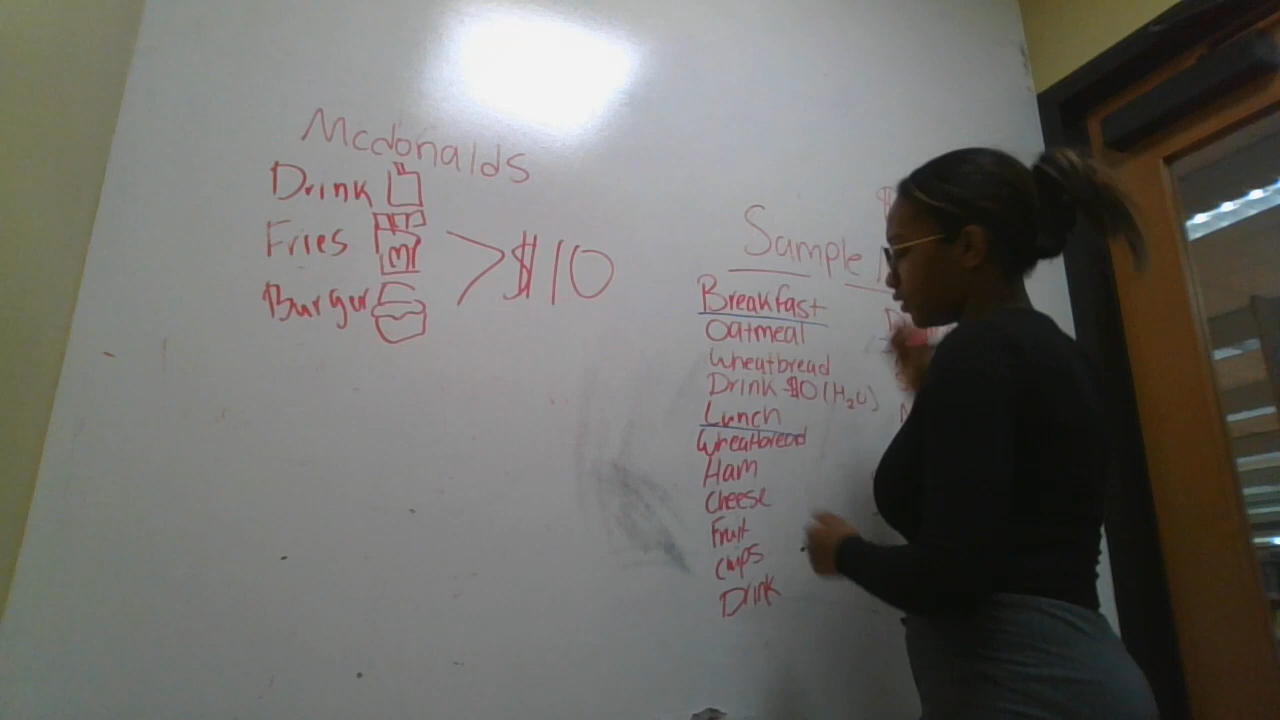 Mcdonalds
Drink
Fries
M
Burger
>$10
Sample
Breakfast
Oatmeal
Wheatbread
Drink-$0 (H2O)
Lunch
Wheatbread
Ham
Cheese
Fruit
Chips
Drink